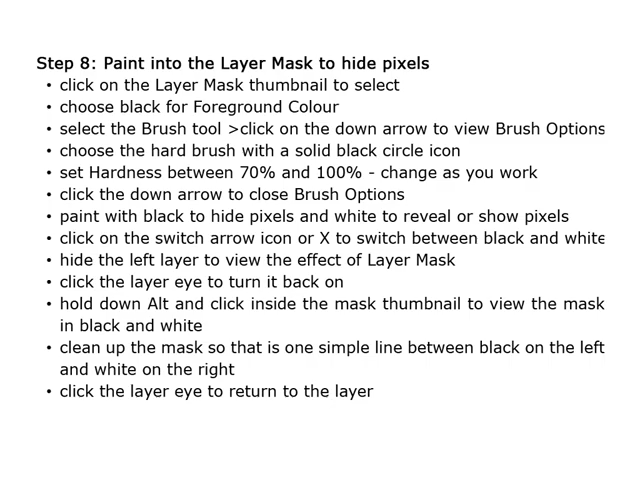 Step 8: Paint into the Layer Mask to hide pixels
• click on the Layer Mask thumbnail to select
• choose black for Foreground Colour
• select the Brush tool >click on the down arrow to view Brush Options
• choose the hard brush with a solid black circle icon
• set Hardness between 70% and 100% - change as you work
• click the down arrow to close Brush Options
• paint with black to hide pixels and white to reveal or show pixels
• click on the switch arrow icon or X to switch between black and white
• hide the left layer to view the effect of Layer Mask
• click the layer eye to turn it back on
• hold down Alt and click inside the mask thumbnail to view the mask
in black and white
• clean up the mask so that is one simple line between black on the left
and white on the right
• click the layer eye to return to the layer